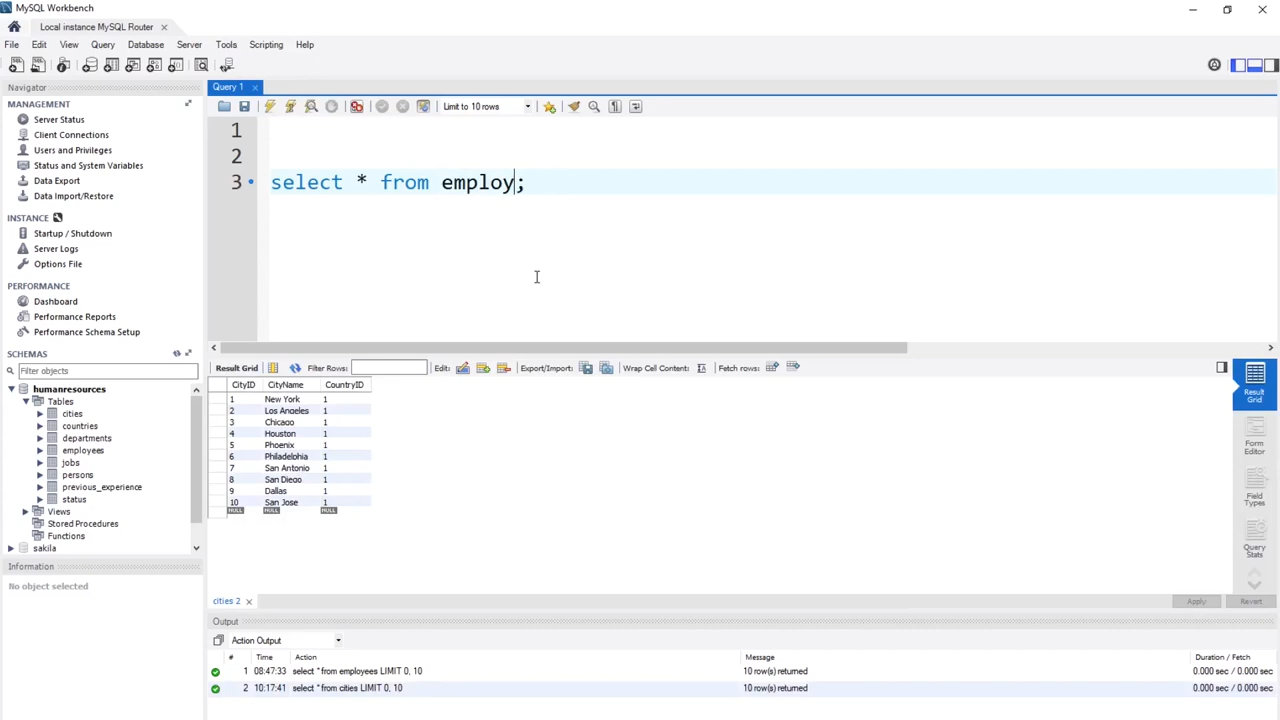 MySQL Workbench
Local instance MySQL Router
File Edit View Query Database Server Tools Scripting Help
Navigator
MANAGEMENT
Server Status
Client Connections
Users and Privileges
Status and System Variables
Data Export
Data Import/Restore
INSTANCE
Startup / Shutdown
Server Logs
Options File
PERFORMANCE
Dashboard
Performance Reports
Performance Schema Setup
SCHEMAS
Filter objects
humanresources
Tables
cities
countries
departments
employees
jobs
persons
previous_experience
status
Views
Stored Procedures
Functions
sakila
Information
No object selected
Query 1
Limit to 10 rows
1
2
3 select * from employ;
Result Grid Filter Rows: Edit: Export/Import: Wrap Cell Content: Fetch rows:
CityID CityName CountryID
1 New York 1
2 Los Angeles 1
3 Chicago 1
4 Houston 1
5 Phoenix 1
6 Philadelphia 1
7 San Antonio 1
8 San Diego 1
9 Dallas 1
10 San Jose 1
NULL NULL NULL
Result
Grid
Form
Editor
Field
Types
Query
Stats
cities 2
Apply Revert
Output
Action Output
# Time Action Message Duration / Fetch
1 08:47:33 select * from employees LIMIT 0, 10 10 row(s) returned 0.000 sec / 0.000 sec
2 10:17:41 select * from cities LIMIT 0, 10 10 row(s) returned 0.000 sec / 0.000 sec